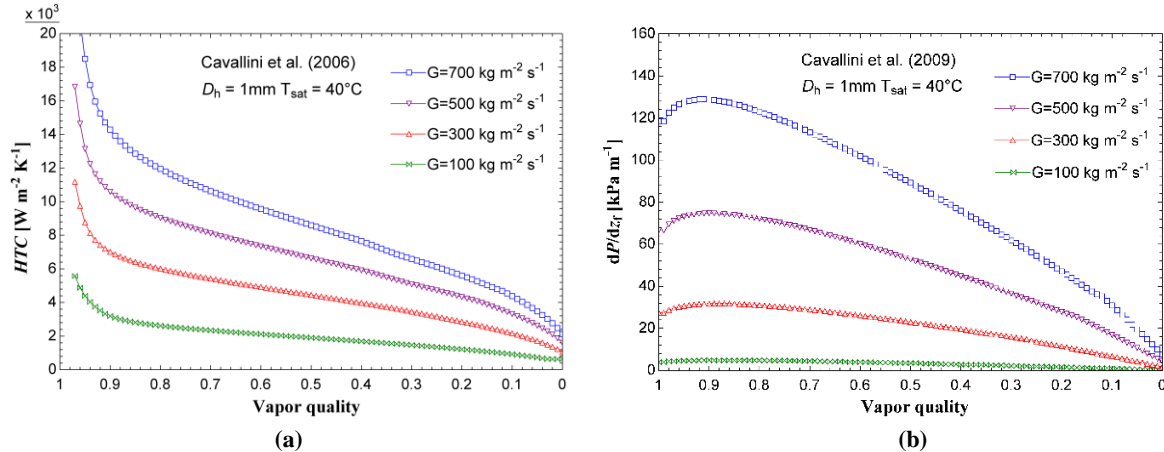 x 10³
20
18
16
14
12
10
8
6
4
2
0
HTC [W m⁻² K⁻¹]
Cavallini et al. (2006)
Dₕ = 1mm Tsat = 40°C
G=700 kg m⁻² s⁻¹
G=500 kg m⁻² s⁻¹
G=300 kg m⁻² s⁻¹
G=100 kg m⁻² s⁻¹
1 0.9 0.8 0.7 0.6 0.5 0.4 0.3 0.2 0.1 0
Vapor quality
(a)
160
140
120
100
80
60
40
20
0
dP/dzf [kPa m⁻¹]
Cavallini et al. (2009)
Dₕ = 1mm Tsat = 40°C
G=700 kg m⁻² s⁻¹
G=500 kg m⁻² s⁻¹
G=300 kg m⁻² s⁻¹
G=100 kg m⁻² s⁻¹
1 0.9 0.8 0.7 0.6 0.5 0.4 0.3 0.2 0.1 0
Vapor quality
(b)